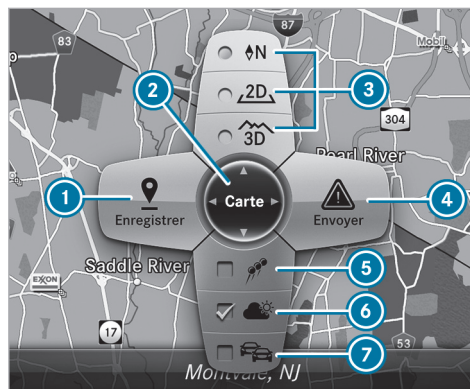 87
83
Mobil
N
2D
3D
2
3
304
Pearl River
1
Enregistrer
Carte
Envoyer
4
Saddle River
5
EXXON
6
17
53
7
Montvale, NJ